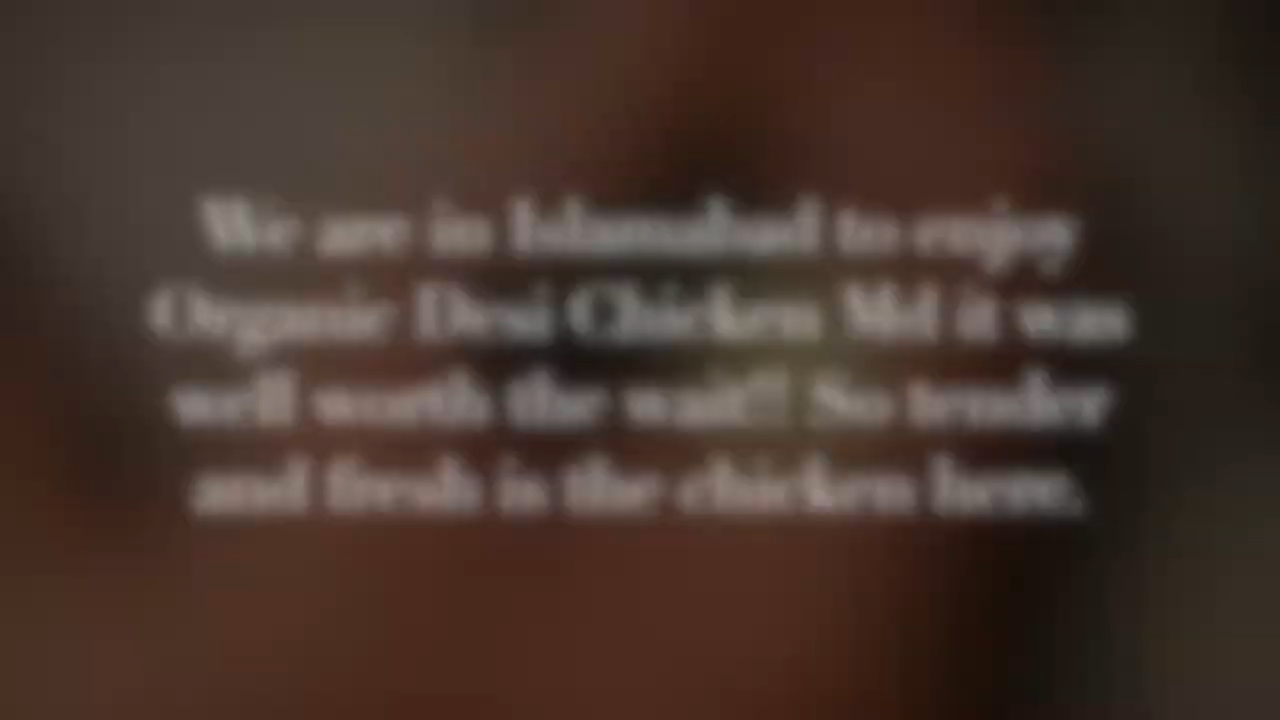 We are in Islamabad to enjoy
Organic Desi Chicken it was
well worth the wait!! So tender
and fresh is the chicken here.